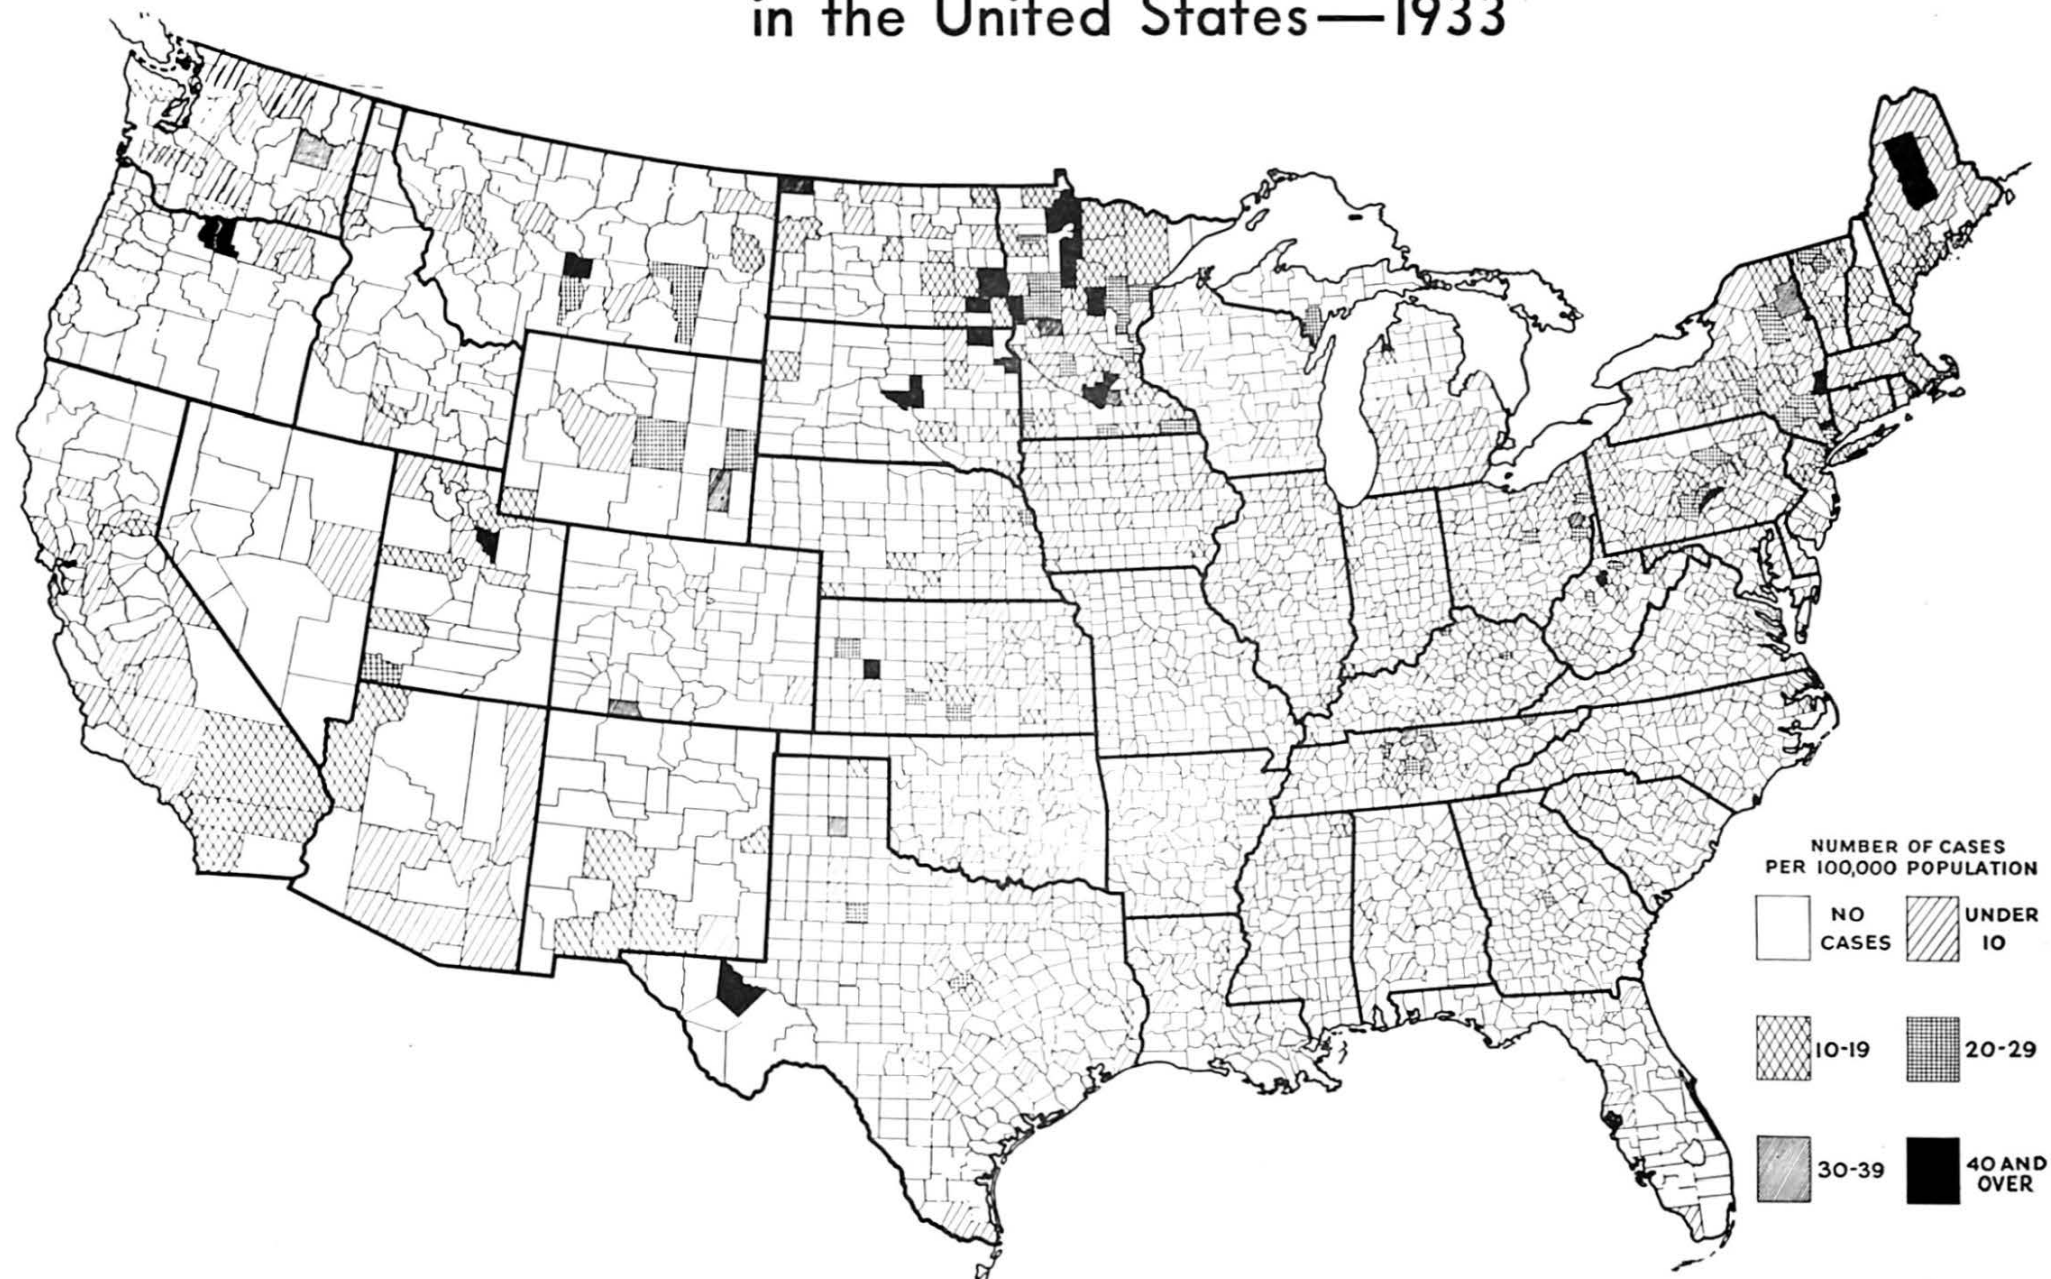 in the United States—1933
NUMBER OF CASES
PER 100,000 POPULATION
NO
CASES
UNDER
10
10-19
20-29
30-39
40 AND
OVER